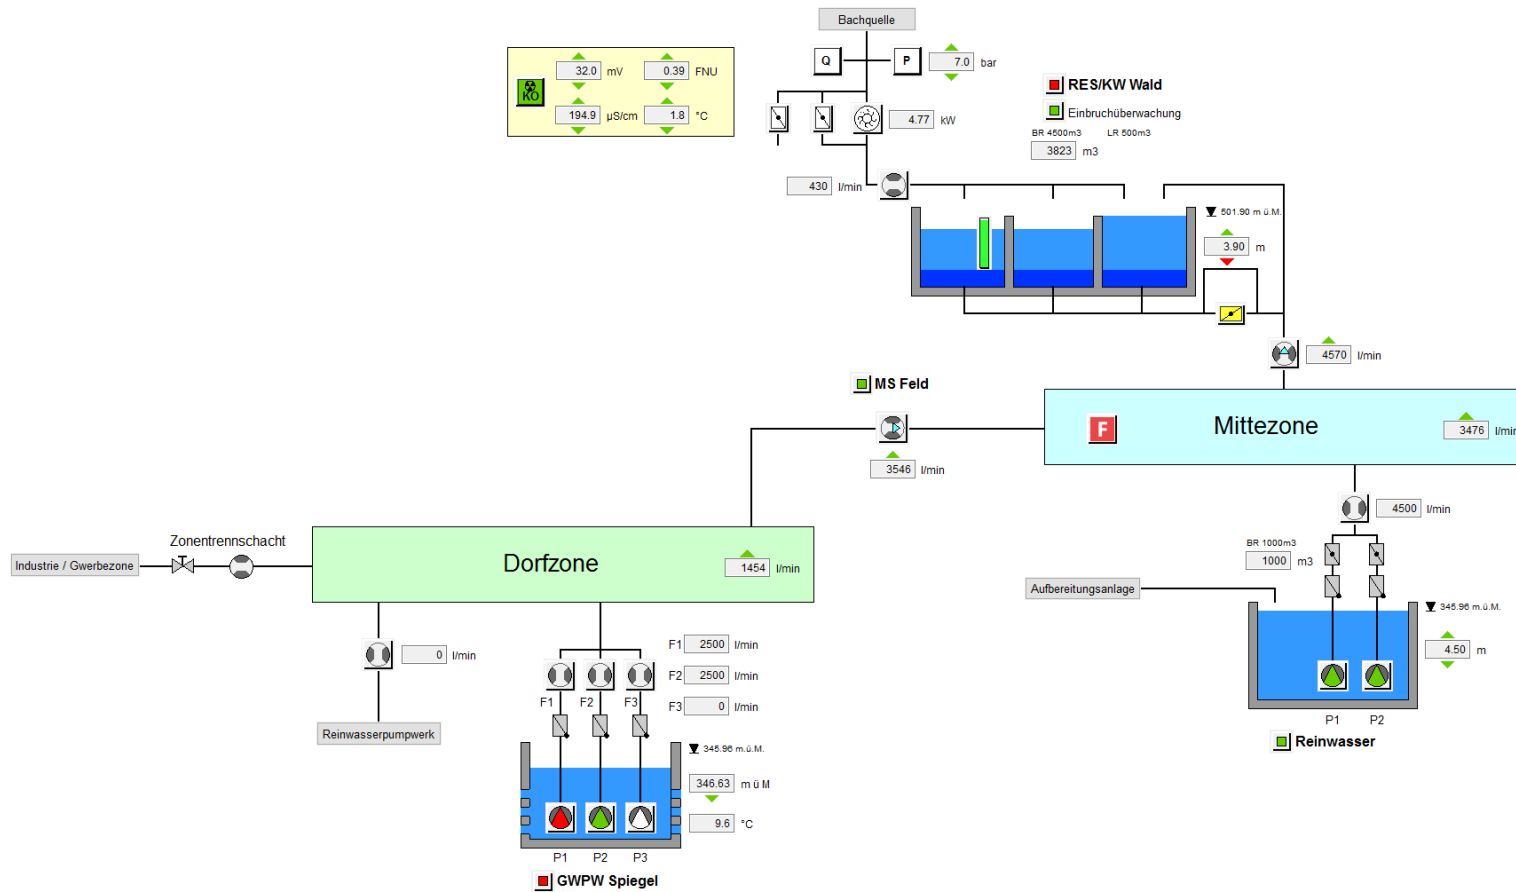 Bachquelle
Q
P
7.0 bar
32.0 mV
0.39 FNU
KO
194.9 µS/cm
1.8 °C
RES/KW Wald
Einbruchüberwachung
BR 4500m3 LR 500m3
3823 m3
4.77 kW
430 l/min
501.90 m ü.M.
3.90 m
4570 l/min
MS Feld
3546 l/min
F
Mittezone
3476 l/min
4500 l/min
BR 1000m3
1000 m3
Aufbereitungsanlage
345.96 m.ü.M.
4.50 m
P1 P2
Reinwasser
Zonentrennschacht
Industrie / Gwerbezone
Dorfzone
1454 l/min
0 l/min
Reinwasserpumpwerk
F1 2500 l/min
F2 2500 l/min
F3 0 l/min
F1 F2 F3
345.96 m.ü.M.
346.63 m ü M
9.6 °C
P1 P2 P3
GWPW Spiegel